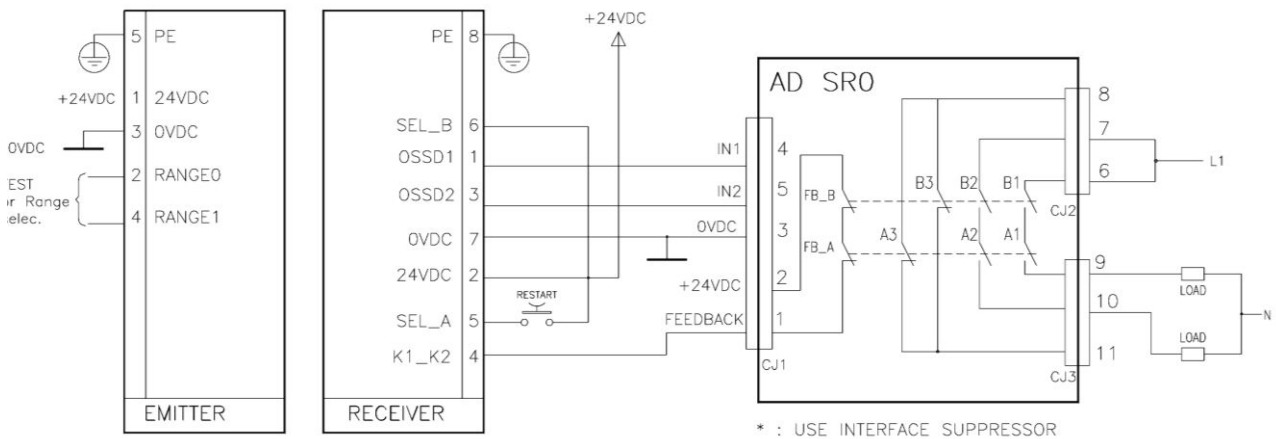 5 PE
+24VDC 1 24VDC
3 0VDC
0VDC
2 RANGE0
EST
r Range
elec.
4 RANGE1
EMITTER
PE 8
SEL_B 6
OSSD1 1
OSSD2 3
0VDC 7
24VDC 2
SEL_A 5
K1_K2 4
RECEIVER
+24VDC
RESTART
AD SR0
IN1 4
IN2 5
0VDC 3
+24VDC 2
FEEDBACK 1
CJ1
FB_B
FB_A
B3 B2 B1
A3 A2 A1
8
7
6
CJ2
L1
9
10
11
CJ3
LOAD
LOAD
N
* : USE INTERFACE SUPPRESSOR